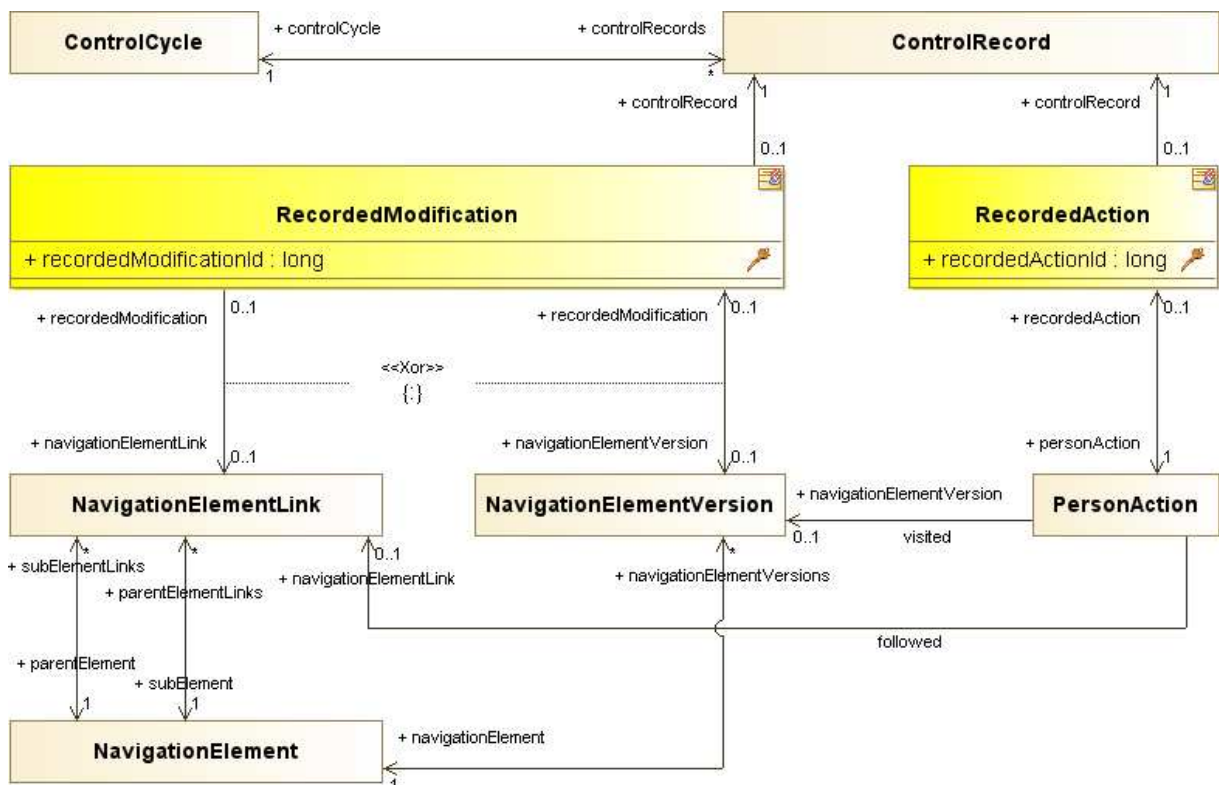 + controlCycle
+ controlRecords
ControlCycle
ControlRecord
1
*
+ controlRecord
1
+ controlRecord
1
0..1
0..1
RecordedModification
RecordedAction
+ recordedModificationId : long
+ recordedActionId : long
0..1
0..1
0..1
+ recordedModification
+ recordedModification
+ recordedAction
<<Xor>>
{:}
+ navigationElementLink
+ navigationElementVersion
+ personAction
0..1
0..1
1
NavigationElementLink
NavigationElementVersion
PersonAction
+ navigationElementVersion
0..1
visited
*
*
0..1
*
+ subElementLinks
+ navigationElementLink
+ navigationElementVersions
+ parentElementLinks
followed
+ parentElement
+ subElement
1
1
NavigationElement
+ navigationElement
1